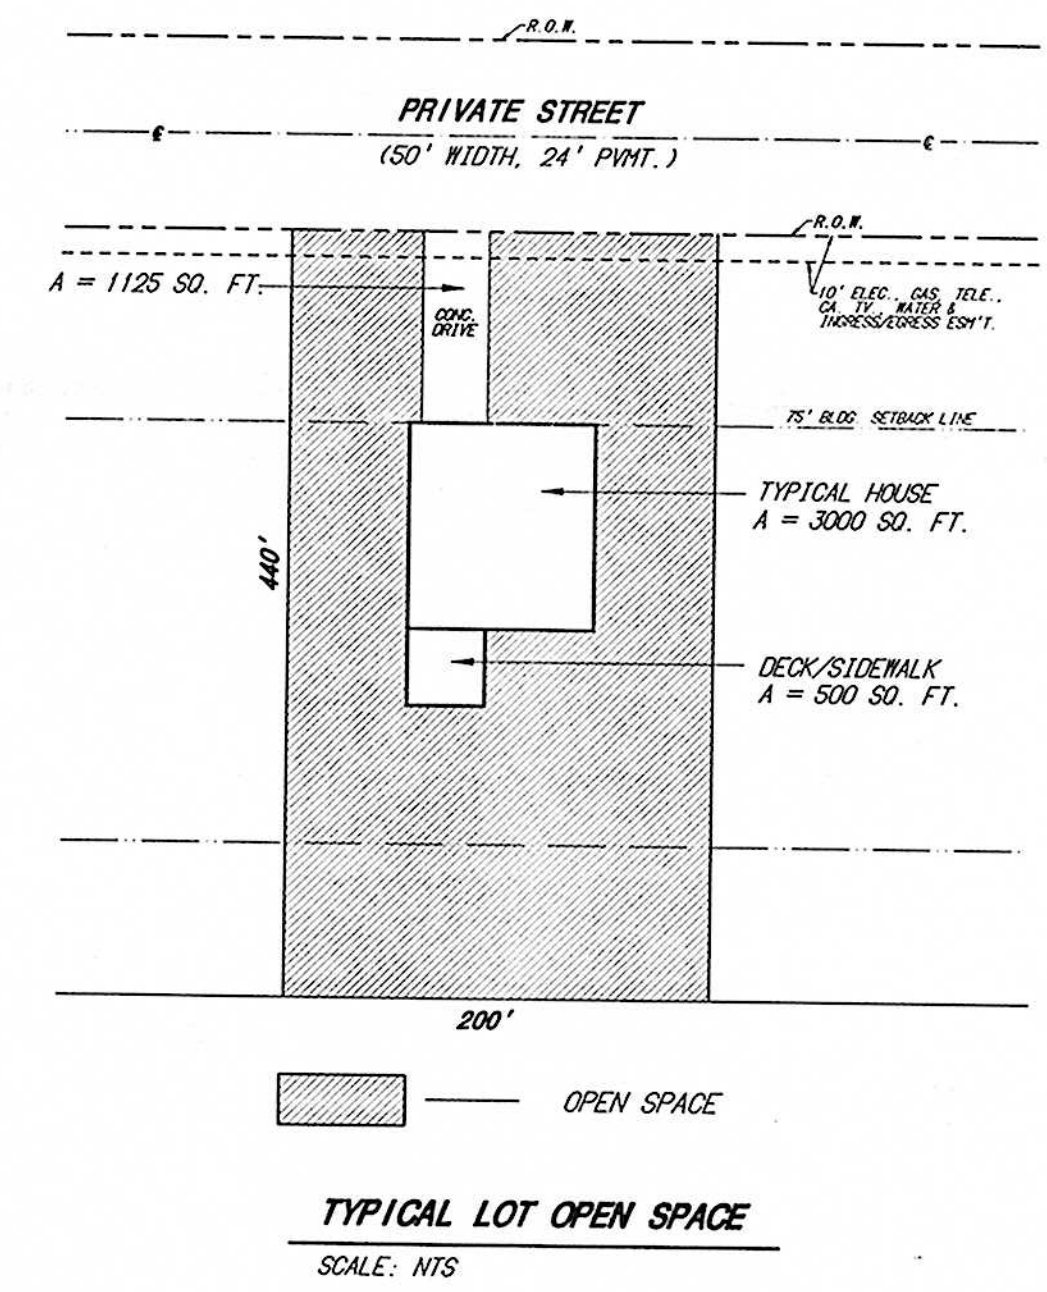 R.O.W.
PRIVATE STREET
(50' WIDTH, 24' PVMT.)
R.O.W.
A = 1125 SQ. FT.
CONC.
DRIVE
10' ELEC., GAS, TELE.,
CA. TV., WATER &
INGRESS/EGRESS ESM'T.
75' BLDG. SETBACK LINE
TYPICAL HOUSE
A = 3000 SQ. FT.
440'
DECK/SIDEWALK
A = 500 SQ. FT.
200'
OPEN SPACE
TYPICAL LOT OPEN SPACE
SCALE: NTS